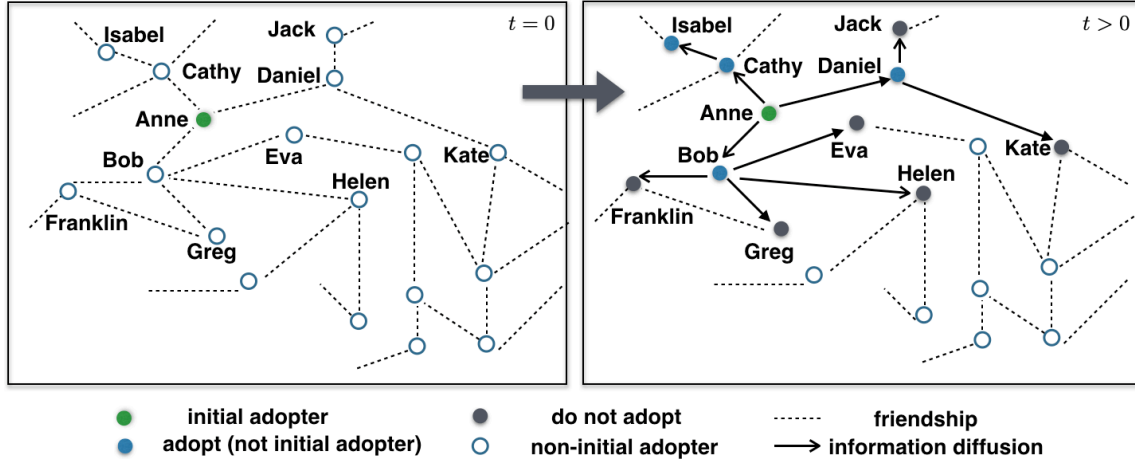 t = 0
Isabel
Jack
Cathy
Daniel
Anne
Bob
Eva
Kate
Helen
Franklin
Greg
t > 0
Isabel
Jack
Cathy
Daniel
Anne
Bob
Eva
Kate
Helen
Franklin
Greg
initial adopter
do not adopt
friendship
adopt (not initial adopter)
non-initial adopter
information diffusion